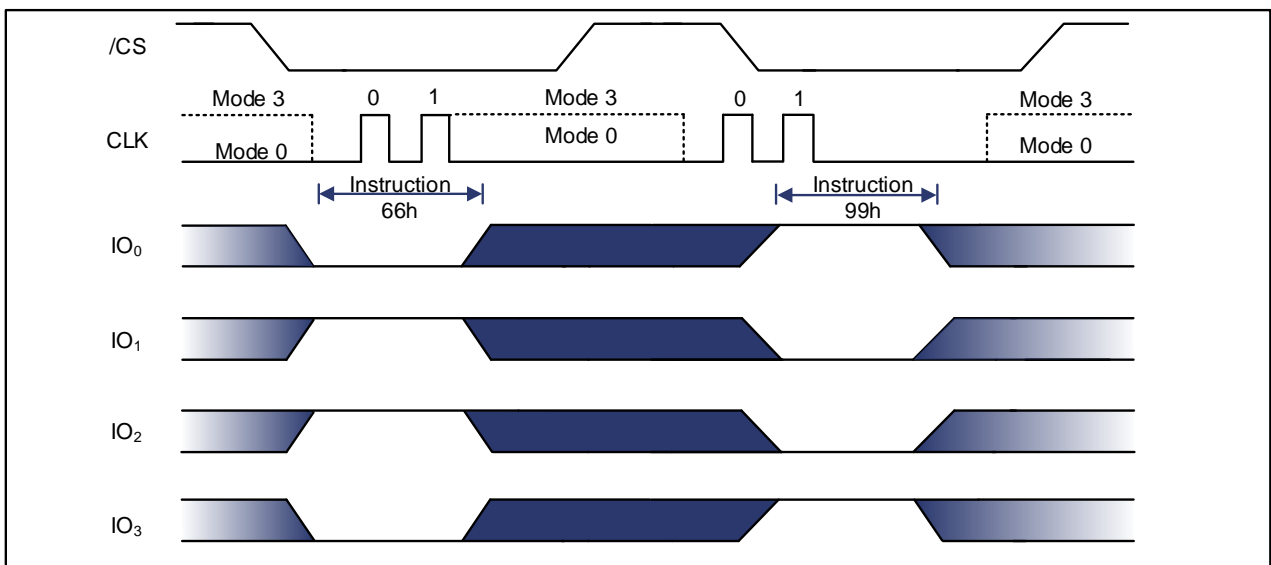 /CS
Mode 3 0 1 Mode 3 0 1 Mode 3
CLK Mode 0 Mode 0 Mode 0
Instruction Instruction
66h 99h
IO0
IO1
IO2
IO3